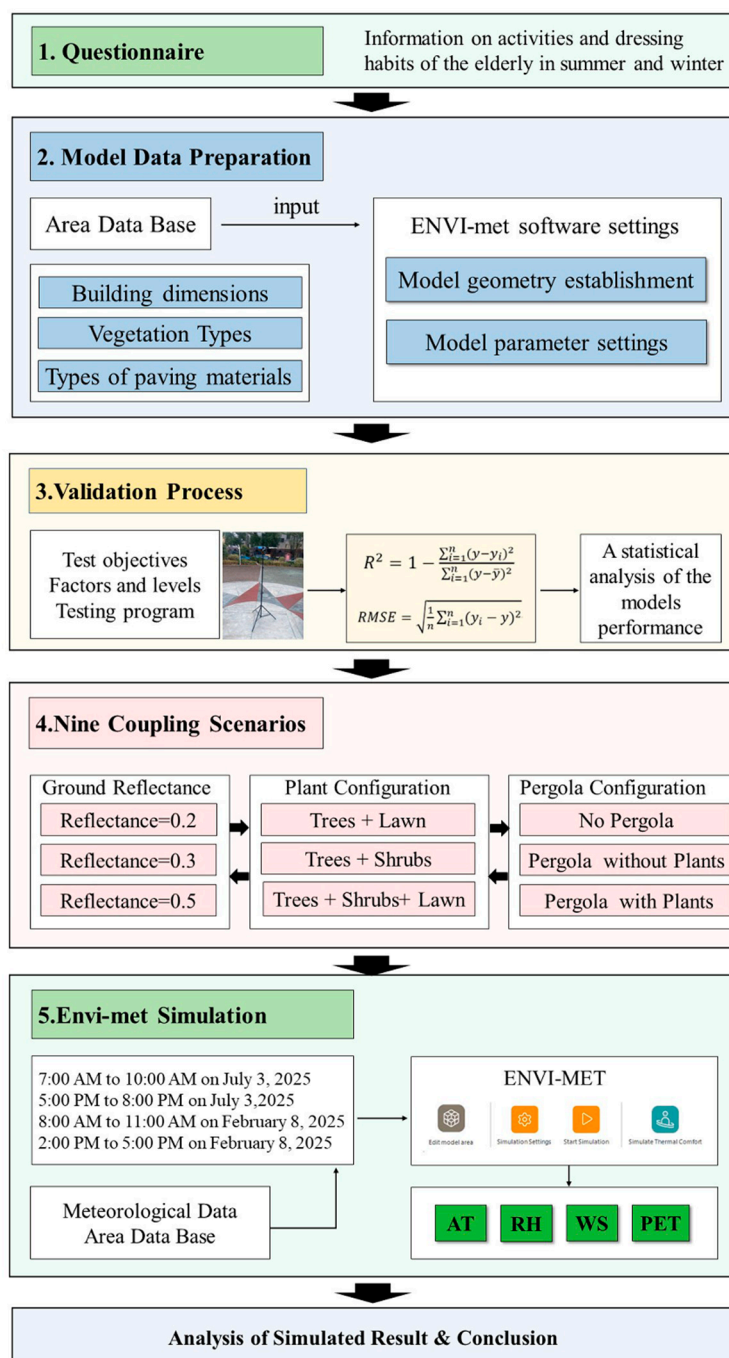 1. Questionnaire
Information on activities and dressing
habits of the elderly in summer and winter
2. Model Data Preparation
Area Data Base
input
ENVI-met software settings
Building dimensions
Vegetation Types
Types of paving materials
Model geometry establishment
Model parameter settings
3.Validation Process
Test objectives
Factors and levels
Testing program
R² = 1 − Σⁿᵢ₌₁(y−yᵢ)² / Σⁿᵢ₌₁(y−ȳ)²
RMSE = √(1/n Σⁿᵢ₌₁(yᵢ − y)²)
A statistical
analysis of the
models
performance
4.Nine Coupling Scenarios
Ground Reflectance
Reflectance=0.2
Reflectance=0.3
Reflectance=0.5
Plant Configuration
Trees + Lawn
Trees + Shrubs
Trees + Shrubs+ Lawn
Pergola Configuration
No Pergola
Pergola without Plants
Pergola with Plants
5.Envi-met Simulation
7:00 AM to 10:00 AM on July 3, 2025
5:00 PM to 8:00 PM on July 3,2025
8:00 AM to 11:00 AM on February 8, 2025
2:00 PM to 5:00 PM on February 8, 2025
Meteorological Data
Area Data Base
ENVI-MET
Edit model area
Simulation Settings
Start Simulation
Simulate Thermal Comfort
AT
RH
WS
PET
Analysis of Simulated Result & Conclusion